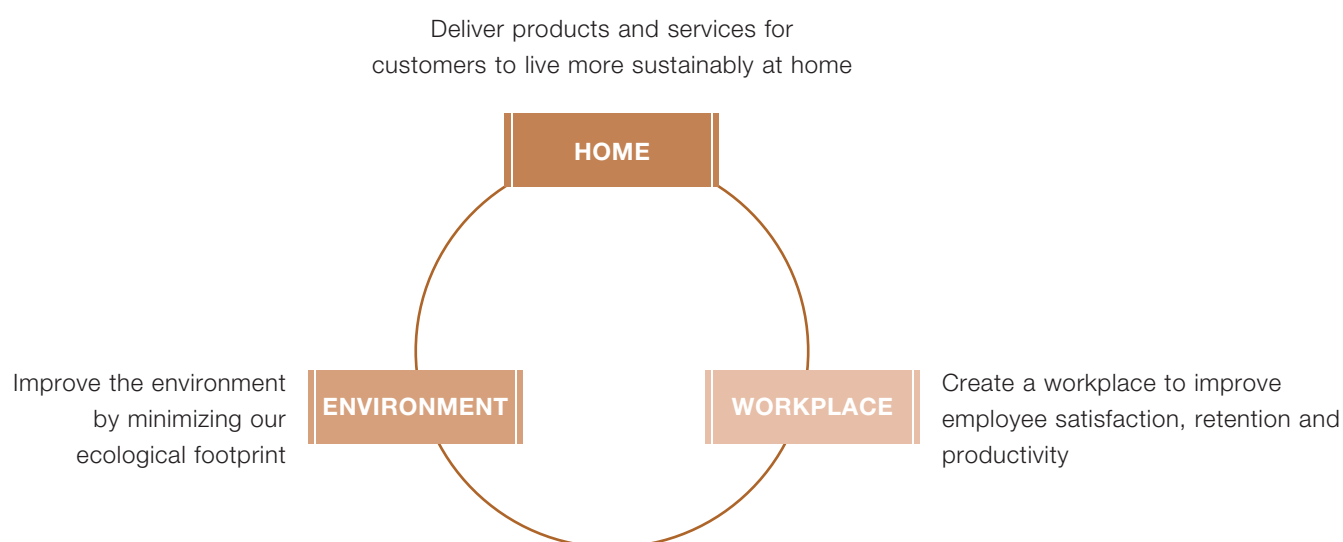 Deliver products and services for
customers to live more sustainably at home
HOME
Improve the environment
by minimizing our
ecological footprint
ENVIRONMENT
WORKPLACE
Create a workplace to improve
employee satisfaction, retention and
productivity